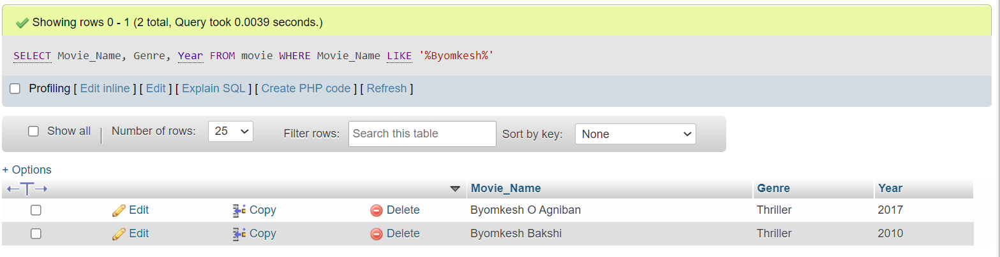 Showing rows 0 - 1 (2 total, Query took 0.0039 seconds.)
SELECT Movie_Name, Genre, Year FROM movie WHERE Movie_Name LIKE '%Byomkesh%'
Profiling [ Edit inline ] [ Edit ] [ Explain SQL ] [ Create PHP code ] [ Refresh ]
Show all | Number of rows: 25 Filter rows: Search this table Sort by key: None
+ Options
←T→ Movie_Name Genre Year
Edit Copy Delete Byomkesh O Agniban Thriller 2017
Edit Copy Delete Byomkesh Bakshi Thriller 2010